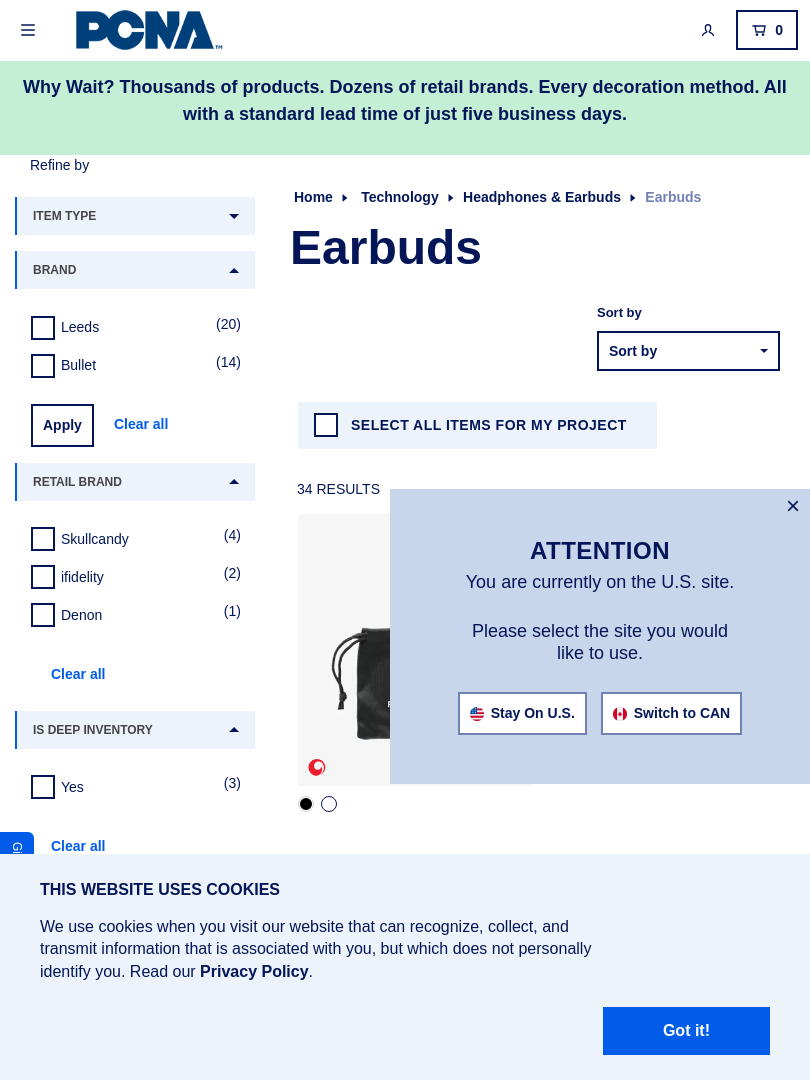 PCNA™
0
Why Wait? Thousands of products. Dozens of retail brands. Every decoration method. All
with a standard lead time of just five business days.
Refine by
ITEM TYPE
BRAND
Leeds (20)
Bullet (14)
Apply Clear all
RETAIL BRAND
Skullcandy (4)
ifidelity (2)
Denon (1)
Clear all
IS DEEP INVENTORY
Yes (3)
Clear all
Home Technology Headphones & Earbuds Earbuds
Earbuds
Sort by
Sort by
SELECT ALL ITEMS FOR MY PROJECT
34 RESULTS
ATTENTION
You are currently on the U.S. site.
Please select the site you would
like to use.
Stay On U.S. Switch to CAN
THIS WEBSITE USES COOKIES
We use cookies when you visit our website that can recognize, collect, and
transmit information that is associated with you, but which does not personally
identify you. Read our Privacy Policy.
Got it!